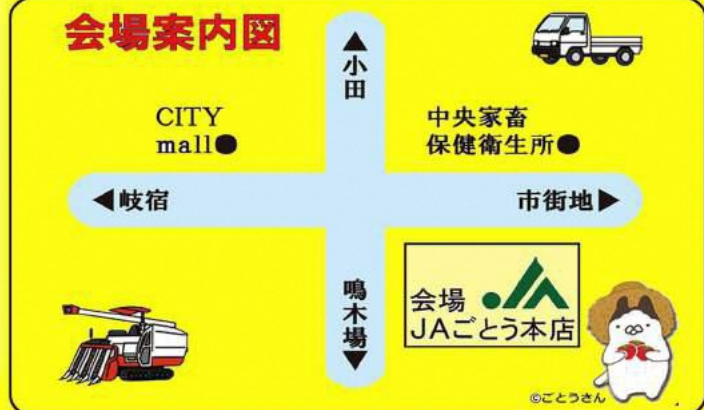 会場案内図
▲
小田
CITY
mall●
中央家畜
保健衛生所●
◀岐宿
市街地▶
鳴木場
▼
会場
JA
JAごとう本店
©ごとうさん